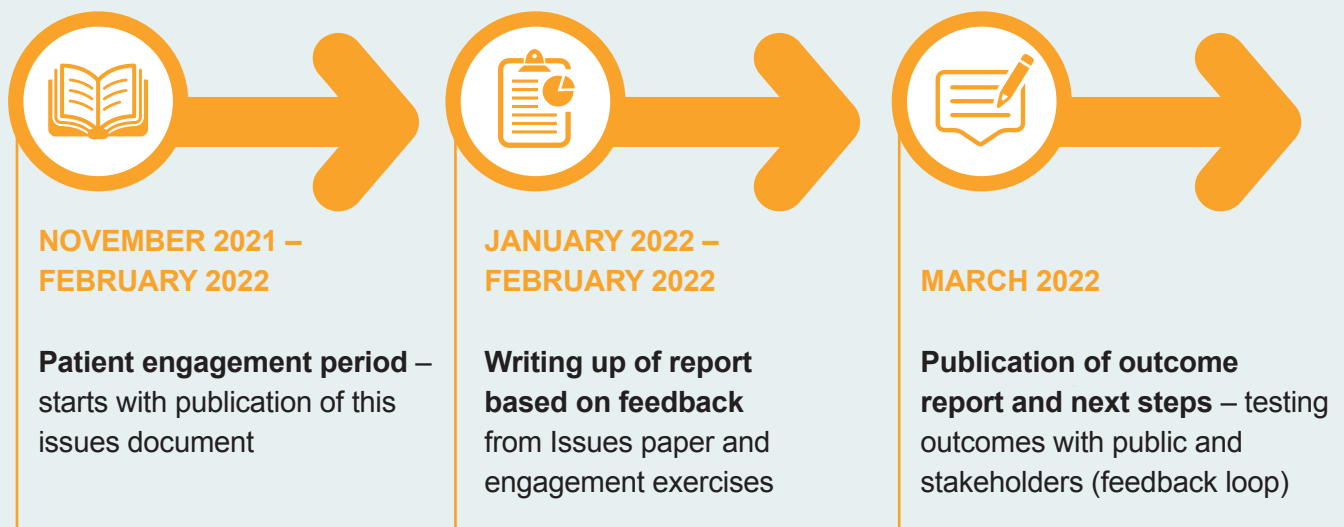 NOVEMBER 2021 –
FEBRUARY 2022
Patient engagement period –
starts with publication of this
issues document
JANUARY 2022 –
FEBRUARY 2022
Writing up of report
based on feedback
from Issues paper and
engagement exercises
MARCH 2022
Publication of outcome
report and next steps – testing
outcomes with public and
stakeholders (feedback loop)